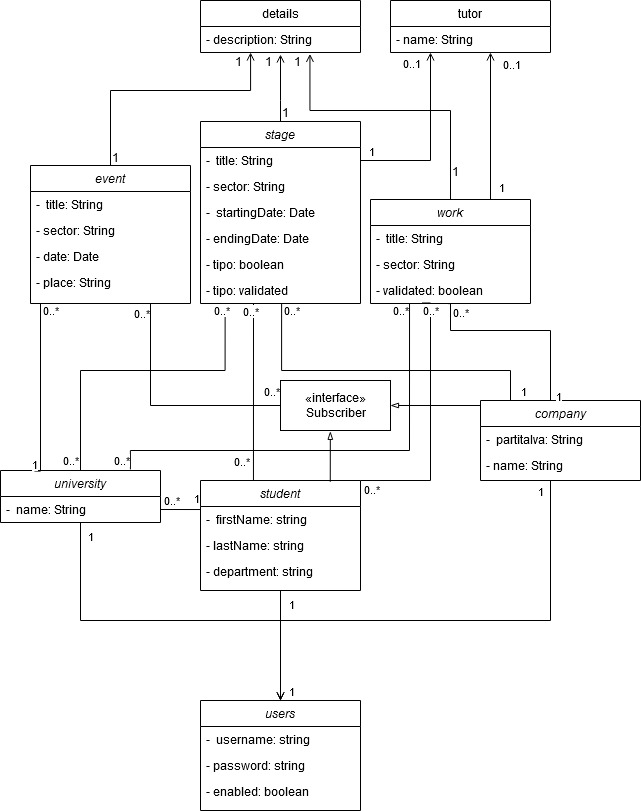 details
- description: String
tutor
- name: String
1
1
1
0..1
0..1
1
1
1
1
1
stage
- title: String
- sector: String
- startingDate: Date
- endingDate: Date
- tipo: boolean
- tipo: validated
event
- title: String
- sector: String
- date: Date
- place: String
work
- title: String
- sector: String
- validated: boolean
0..*
0..*
0..*
0..*
0..*
0..*
0..*
0..*
0..*
«interface»
Subscriber
1
1
company
- partitaIva: String
- name: String
1
0..*
0..*
0..*
0..*
university
- name: String
0..*
1
student
- firstName: string
- lastName: string
- department: string
1
1
1
1
users
- username: string
- password: string
- enabled: boolean